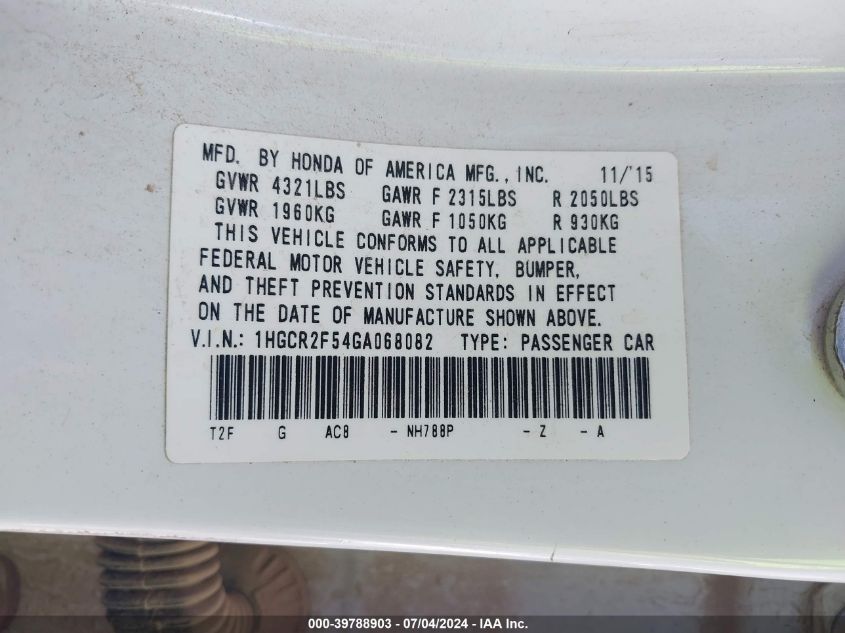 MFD. BY HONDA OF AMERICA MFG., INC. 11/'15
GVWR 4321LBS GAWR F 2315LBS R 2050LBS
GVWR 1960KG GAWR F 1050KG R 930KG
THIS VEHICLE CONFORMS TO ALL APPLICABLE
FEDERAL MOTOR VEHICLE SAFETY, BUMPER,
AND THEFT PREVENTION STANDARDS IN EFFECT
ON THE DATE OF MANUFACTURE SHOWN ABOVE.
V.I.N.: 1HGCR2F54GA068082 TYPE: PASSENGER CAR
T2F G AC8 - NH788P - Z - A
000-39788903 - 07/04/2024 - IAA Inc.